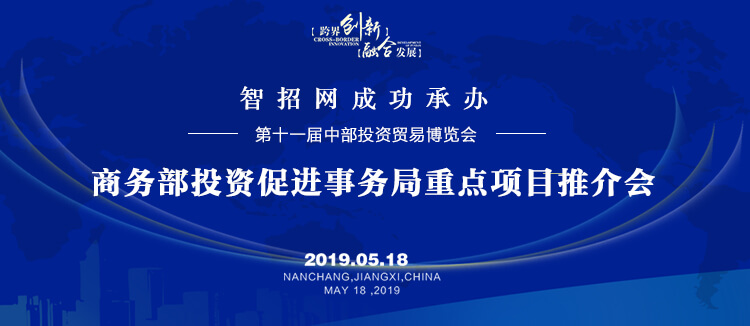 【跨界创新
CROSS-BORDER
INNOVATION
【融合发展】
智招网成功承办
第十一届中部投资贸易博览会
商务部投资促进事务局重点项目推介会
2019.05.18
NANCHANG,JIANGXI,CHINA
MAY 18 ,2019